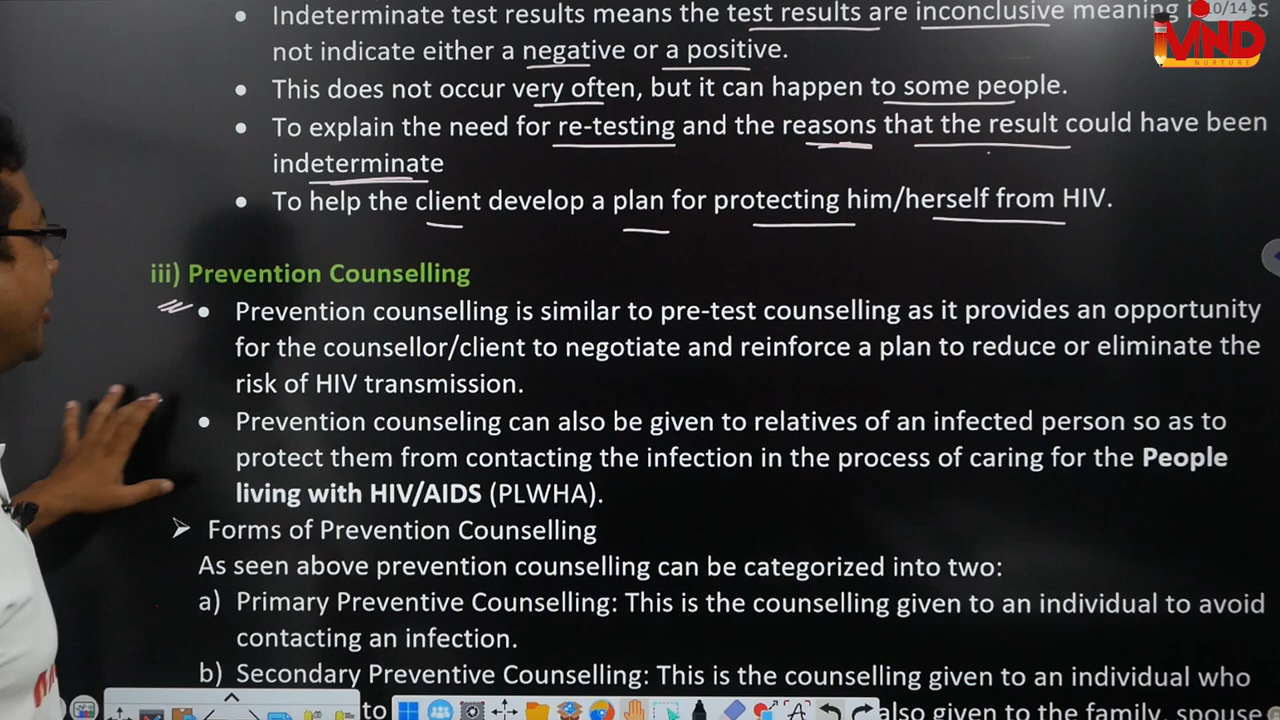 Indeterminate test results means the test results are inconclusive meaning
10/14
MND
NURTURE
not indicate either a negative or a positive.
This does not occur very often, but it can happen to some people.
To explain the need for re-testing and the reasons that the result could have been
indeterminate
To help the client develop a plan for protecting him/herself from HIV.
iii) Prevention Counselling
Prevention counselling is similar to pre-test counselling as it provides an opportunity
for the counsellor/client to negotiate and reinforce a plan to reduce or eliminate the
risk of HIV transmission.
Prevention counseling can also be given to relatives of an infected person so as to
protect them from contacting the infection in the process of caring for the People
living with HIV/AIDS (PLWHA).
Forms of Prevention Counselling
As seen above prevention counselling can be categorized into two:
a) Primary Preventive Counselling: This is the counselling given to an individual to avoid
contacting an infection.
b) Secondary Preventive Counselling: This is the counselling given to an individual who
to also given to the family, spouse